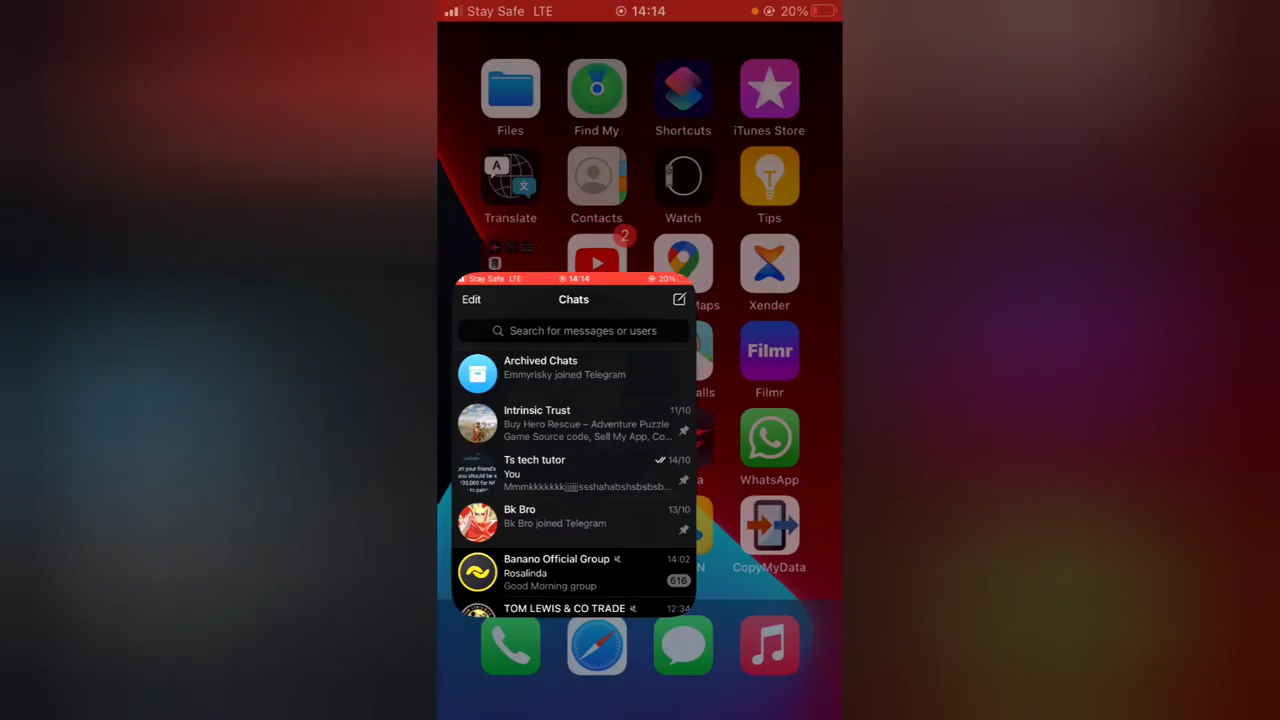 Stay Safe LTE 14:14 20%
Files Find My Shortcuts iTunes Store
A
Translate Contacts Watch Tips
2
Maps Xender
Filmr
alls Filmr
WhatsApp
N CopyMyData
Stay Safe LTE 14:14 20%
Edit Chats
Search for messages or users
Archived Chats
Emmyrisky joined Telegram
Intrinsic Trust 11/10
Buy Hero Rescue – Adventure Puzzle
Game Source code, Sell My App, Co...
Ts tech tutor 14/10
You
Mmmkkkkkkkjjjjjjssshahabshsbsbsb...
Bk Bro 13/10
Bk Bro joined Telegram
Banano Official Group 14:02
Rosalinda
Good Morning group 616
TOM LEWIS & CO TRADE 12:34